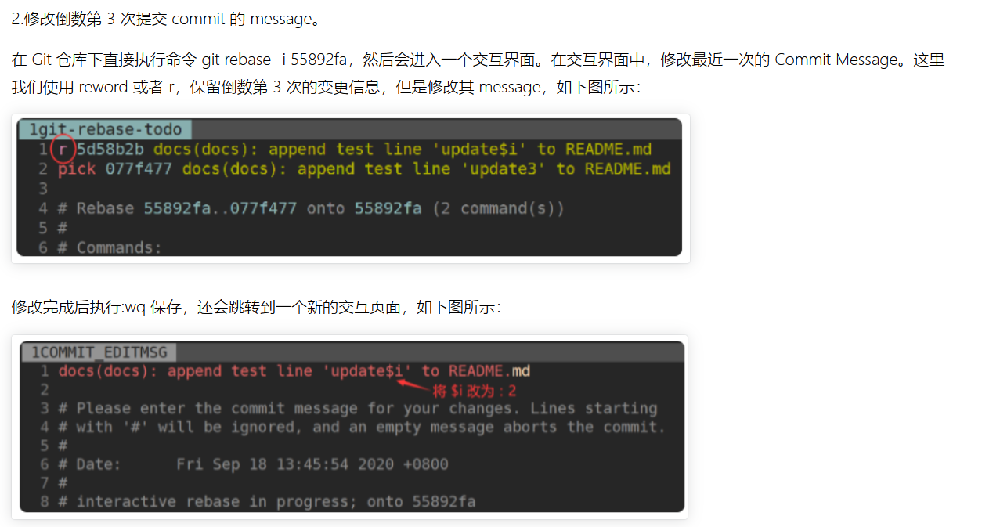 2.修改倒数第 3 次提交 commit 的 message。
在 Git 仓库下直接执行命令 git rebase -i 55892fa，然后会进入一个交互界面。在交互界面中，修改最近一次的 Commit Message。这里
我们使用 reword 或者 r，保留倒数第 3 次的变更信息，但是修改其 message，如下图所示：
1git-rebase-todo
1 r 5d58b2b docs(docs): append test line 'update$i' to README.md
2 pick 077f477 docs(docs): append test line 'update3' to README.md
3
4 # Rebase 55892fa..077f477 onto 55892fa (2 command(s))
5 #
6 # Commands:
修改完成后执行:wq 保存，还会跳转到一个新的交互页面，如下图所示：
1COMMIT_EDITMSG
1 docs(docs): append test line 'update$i' to README.md
2
将 $i 改为：2
3 # Please enter the commit message for your changes. Lines starting
4 # with '#' will be ignored, and an empty message aborts the commit.
5 #
6 # Date:      Fri Sep 18 13:45:54 2020 +0800
7 #
8 # interactive rebase in progress; onto 55892fa